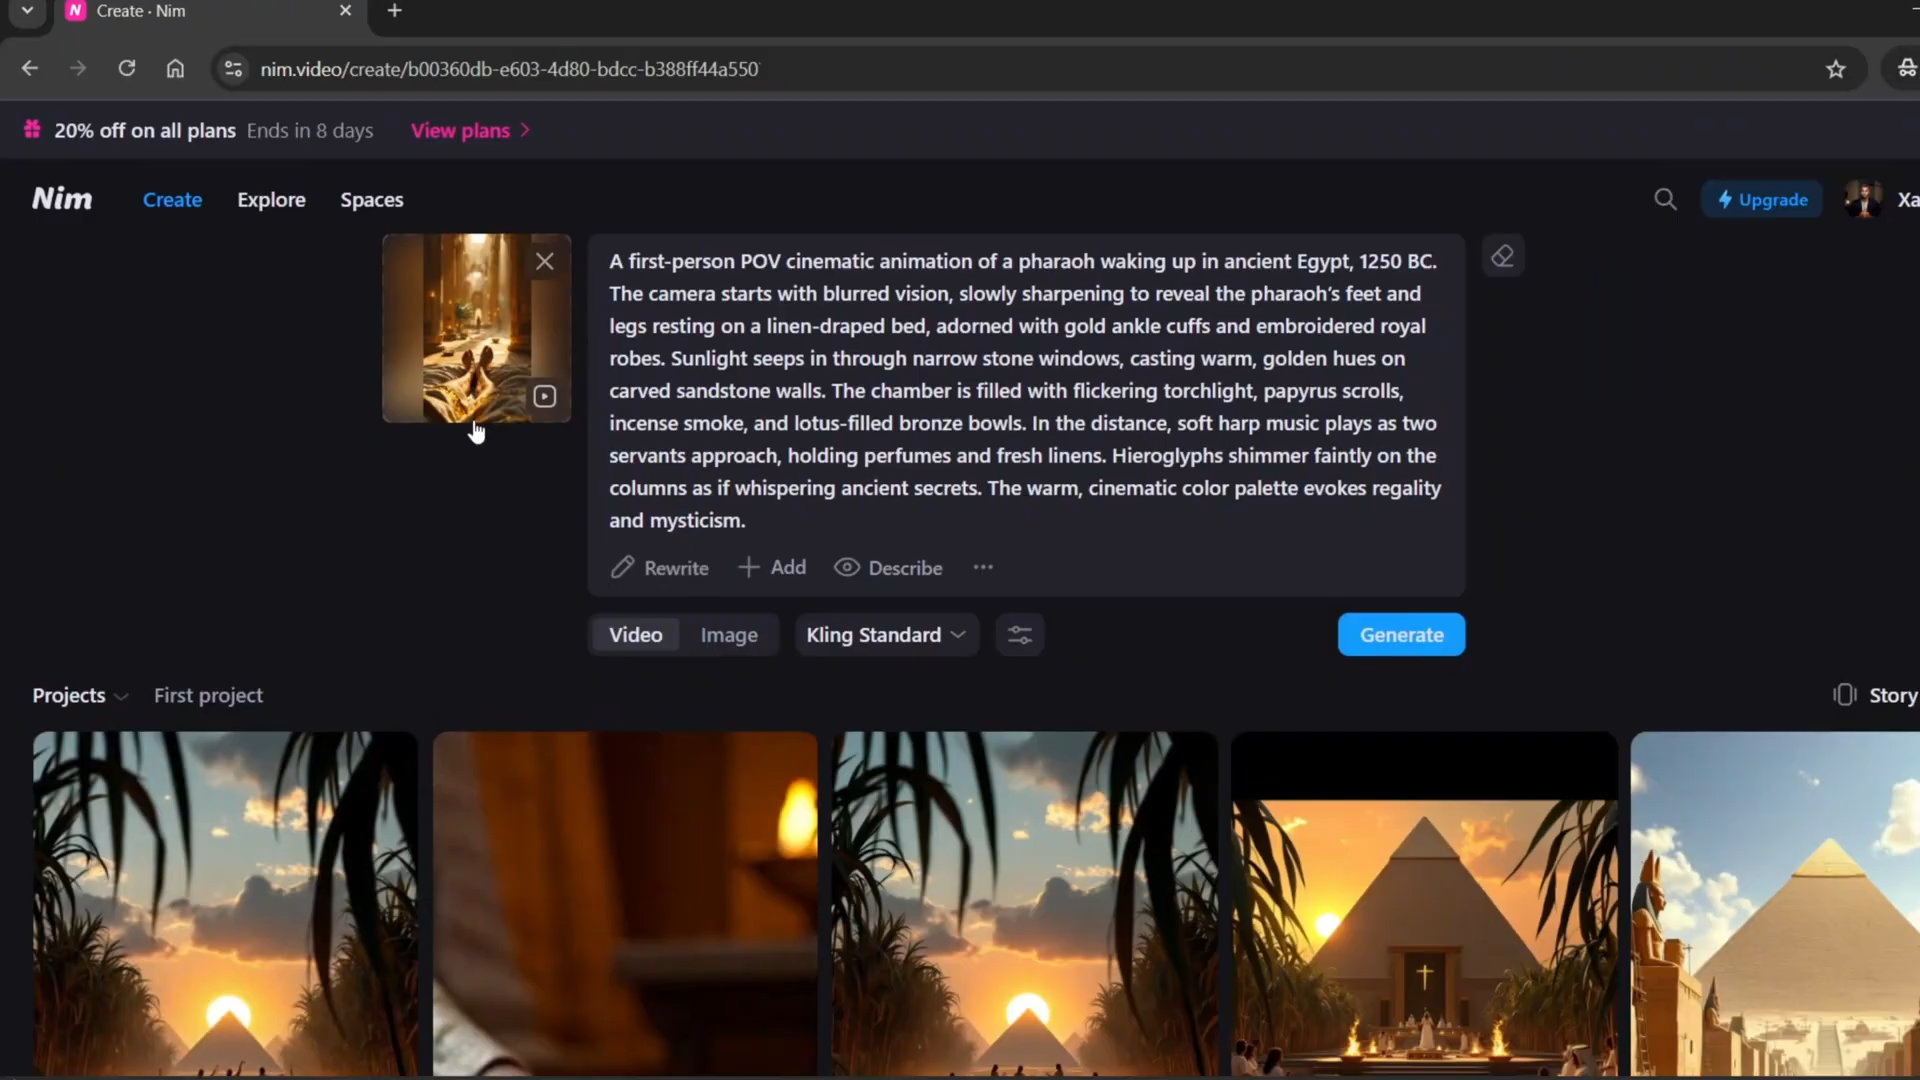 Create · Nim
nim.video/create/b00360db-e603-4d80-bdcc-b388ff44a550
20% off on all plans Ends in 8 days View plans
Nim Create Explore Spaces Upgrade Xa
A first-person POV cinematic animation of a pharaoh waking up in ancient Egypt, 1250 BC.
The camera starts with blurred vision, slowly sharpening to reveal the pharaoh's feet and
legs resting on a linen-draped bed, adorned with gold ankle cuffs and embroidered royal
robes. Sunlight seeps in through narrow stone windows, casting warm, golden hues on
carved sandstone walls. The chamber is filled with flickering torchlight, papyrus scrolls,
incense smoke, and lotus-filled bronze bowls. In the distance, soft harp music plays as two
servants approach, holding perfumes and fresh linens. Hieroglyphs shimmer faintly on the
columns as if whispering ancient secrets. The warm, cinematic color palette evokes regality
and mysticism.
Rewrite Add Describe
Video Image Kling Standard Generate
Projects First project Story